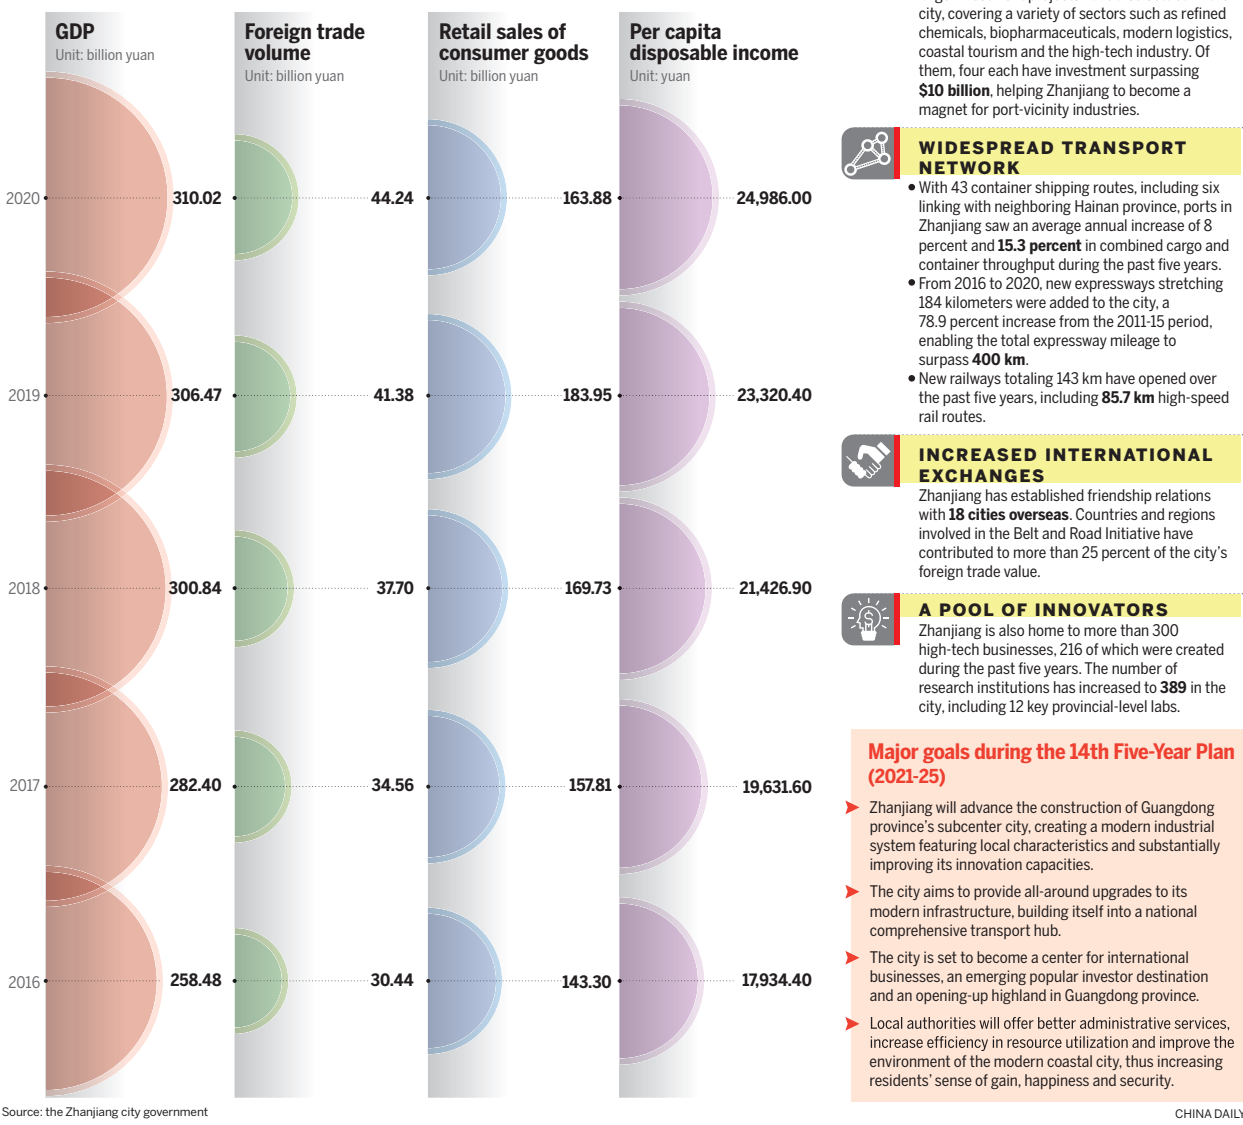 GDP
Unit: billion yuan
Foreign trade
volume
Unit: billion yuan
Retail sales of
consumer goods
Unit: billion yuan
Per capita
disposable income
Unit: yuan
2020 310.02 44.24 163.88 24,986.00
2019 306.47 41.38 183.95 23,320.40
2018 300.84 37.70 169.73 21,426.90
2017 282.40 34.56 157.81 19,631.60
2016 258.48 30.44 143.30 17,934.40
Source: the Zhanjiang city government
city, covering a variety of sectors such as refined
chemicals, biopharmaceuticals, modern logistics,
coastal tourism and the high-tech industry. Of
them, four each have investment surpassing
$10 billion, helping Zhanjiang to become a
magnet for port-vicinity industries.
WIDESPREAD TRANSPORT
NETWORK
• With 43 container shipping routes, including six
linking with neighboring Hainan province, ports in
Zhanjiang saw an average annual increase of 8
percent and 15.3 percent in combined cargo and
container throughput during the past five years.
• From 2016 to 2020, new expressways stretching
184 kilometers were added to the city, a
78.9 percent increase from the 2011-15 period,
enabling the total expressway mileage to
surpass 400 km.
• New railways totaling 143 km have opened over
the past five years, including 85.7 km high-speed
rail routes.
INCREASED INTERNATIONAL
EXCHANGES
Zhanjiang has established friendship relations
with 18 cities overseas. Countries and regions
involved in the Belt and Road Initiative have
contributed to more than 25 percent of the city's
foreign trade value.
$
A POOL OF INNOVATORS
Zhanjiang is also home to more than 300
high-tech businesses, 216 of which were created
during the past five years. The number of
research institutions has increased to 389 in the
city, including 12 key provincial-level labs.
Major goals during the 14th Five-Year Plan
(2021-25)
Zhanjiang will advance the construction of Guangdong
province's subcenter city, creating a modern industrial
system featuring local characteristics and substantially
improving its innovation capacities.
The city aims to provide all-around upgrades to its
modern infrastructure, building itself into a national
comprehensive transport hub.
The city is set to become a center for international
businesses, an emerging popular investor destination
and an opening-up highland in Guangdong province.
Local authorities will offer better administrative services,
increase efficiency in resource utilization and improve the
environment of the modern coastal city, thus increasing
residents' sense of gain, happiness and security.
CHINA DAILY